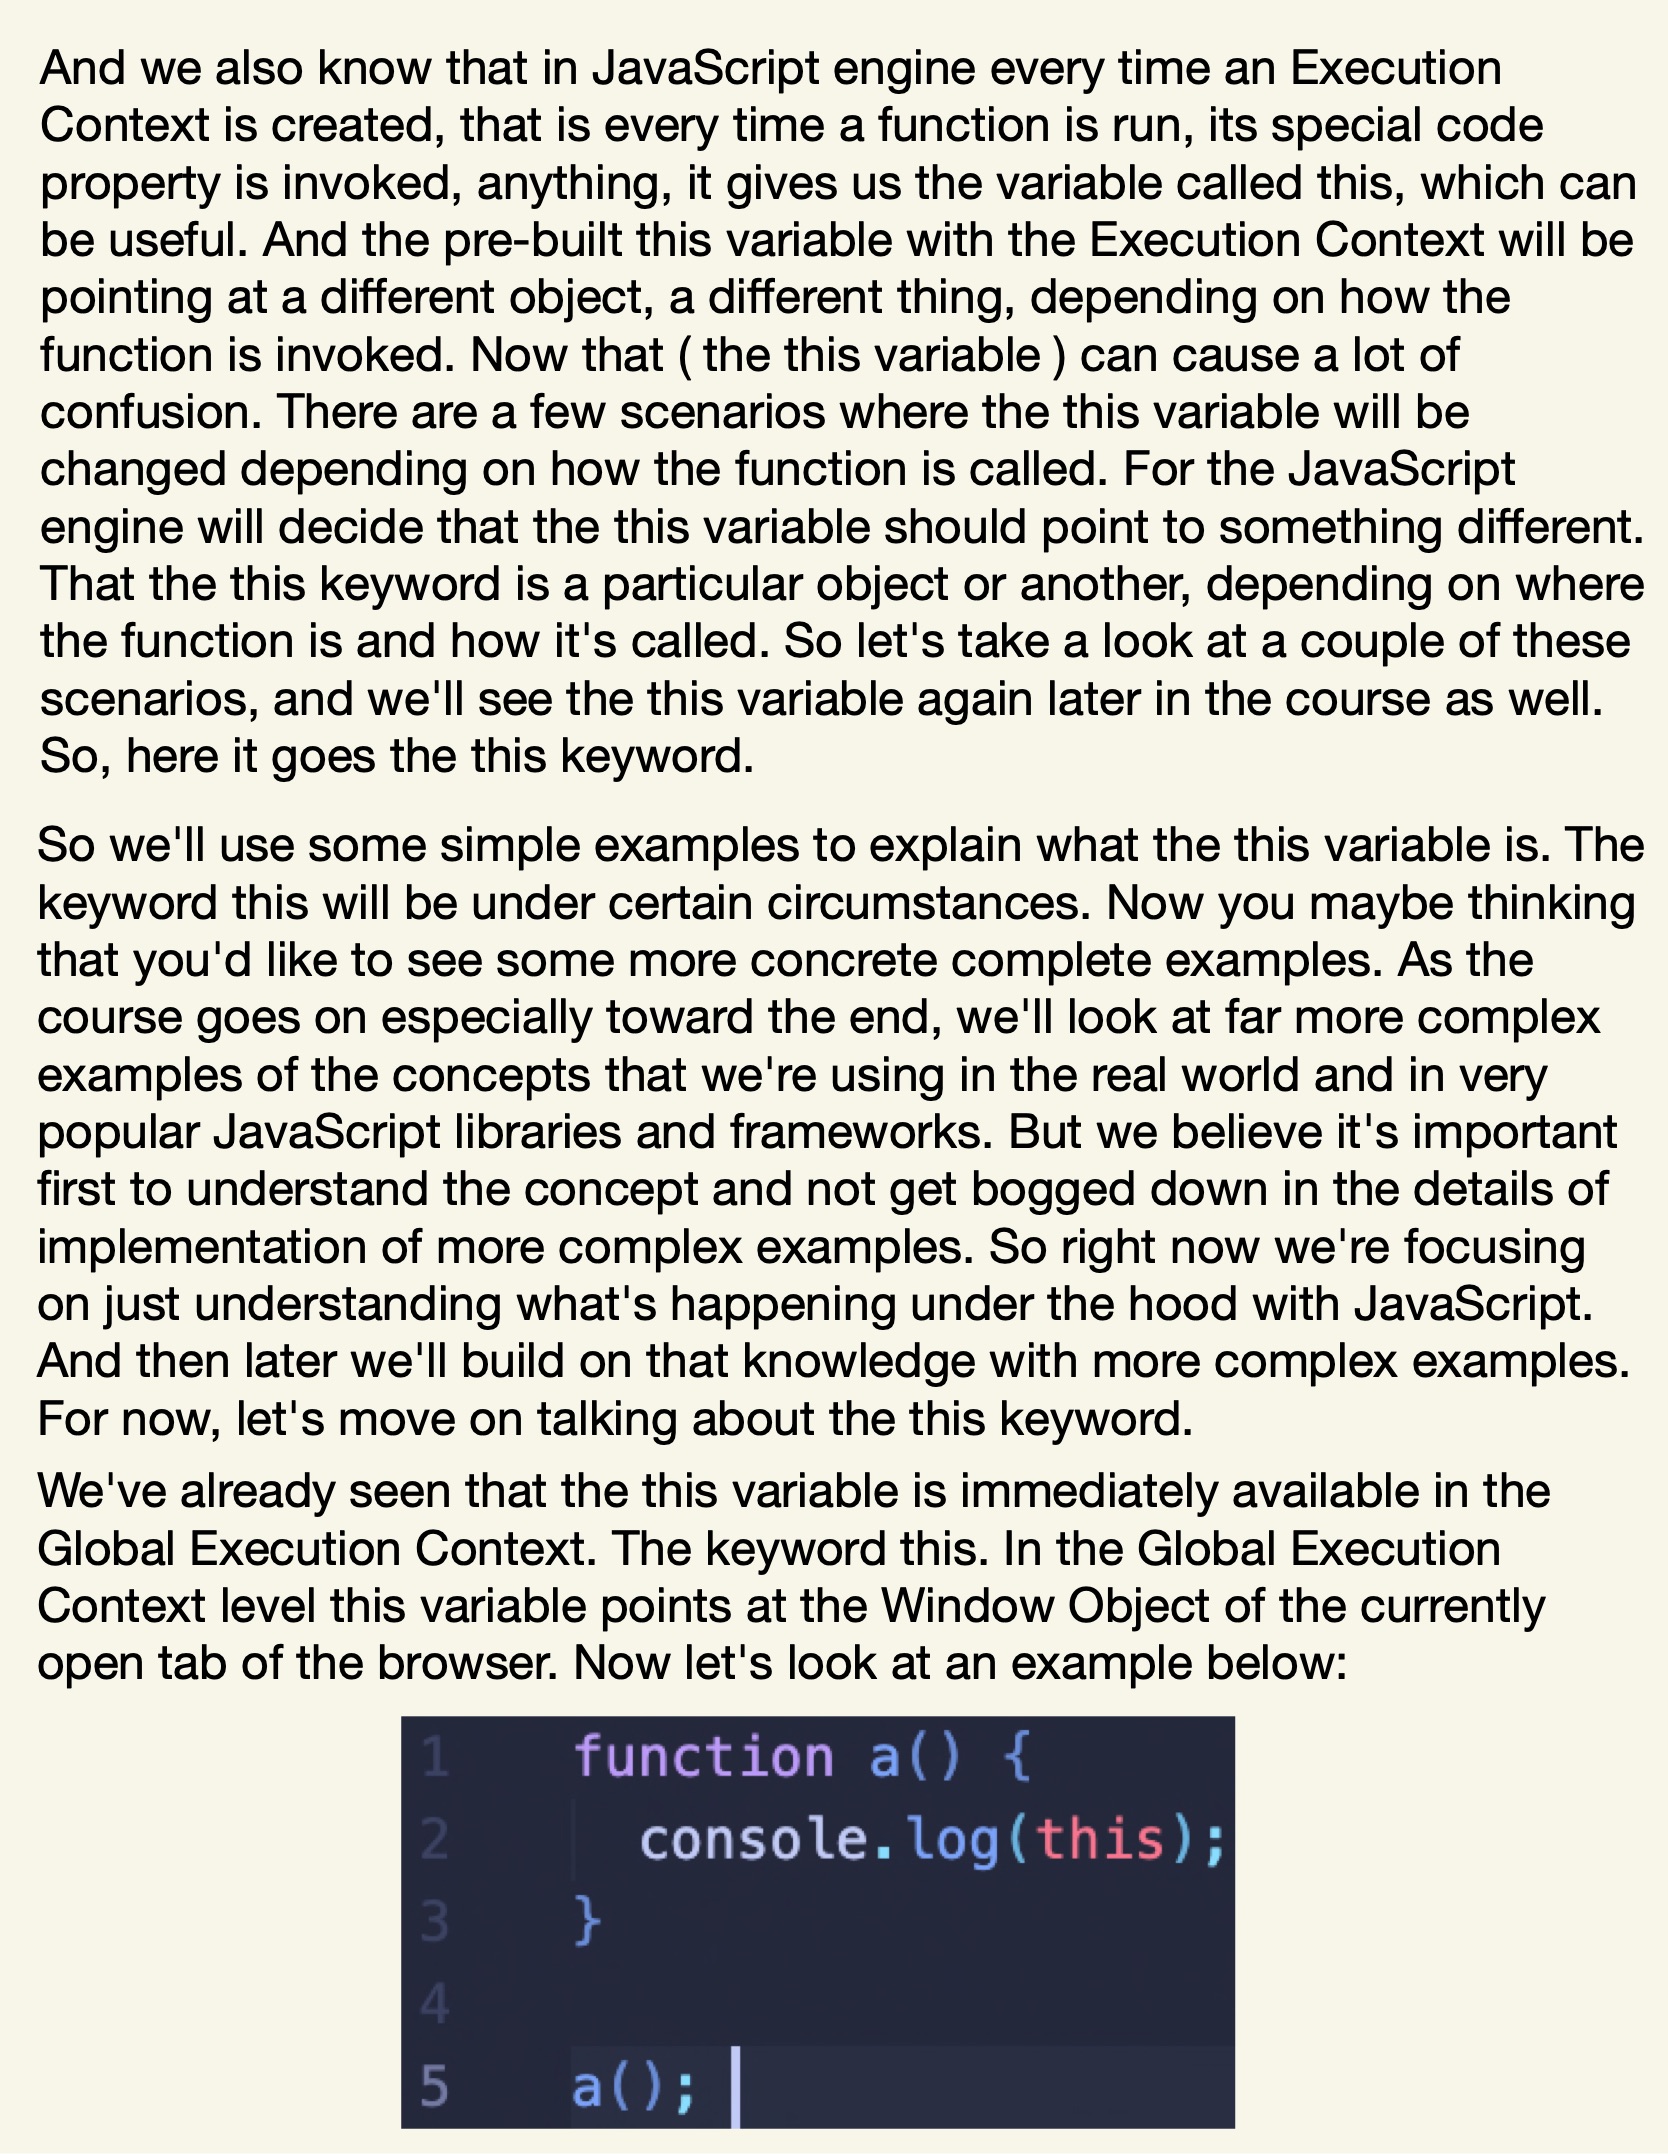 And we also know that in JavaScript engine every time an Execution
Context is created, that is every time a function is run, its special code
property is invoked, anything, it gives us the variable called this, which can
be useful. And the pre-built this variable with the Execution Context will be
pointing at a different object, a different thing, depending on how the
function is invoked. Now that ( the this variable ) can cause a lot of
confusion. There are a few scenarios where the this variable will be
changed depending on how the function is called. For the JavaScript
engine will decide that the this variable should point to something different.
That the this keyword is a particular object or another, depending on where
the function is and how it's called. So let's take a look at a couple of these
scenarios, and we'll see the this variable again later in the course as well.
So, here it goes the this keyword.
So we'll use some simple examples to explain what the this variable is. The
keyword this will be under certain circumstances. Now you maybe thinking
that you'd like to see some more concrete complete examples. As the
course goes on especially toward the end, we'll look at far more complex
examples of the concepts that we're using in the real world and in very
popular JavaScript libraries and frameworks. But we believe it's important
first to understand the concept and not get bogged down in the details of
implementation of more complex examples. So right now we're focusing
on just understanding what's happening under the hood with JavaScript.
And then later we'll build on that knowledge with more complex examples.
For now, let's move on talking about the this keyword.
We've already seen that the this variable is immediately available in the
Global Execution Context. The keyword this. In the Global Execution
Context level this variable points at the Window Object of the currently
open tab of the browser. Now let's look at an example below:
1 function a() {
2 console.log(this);
3 }
4
5 a();